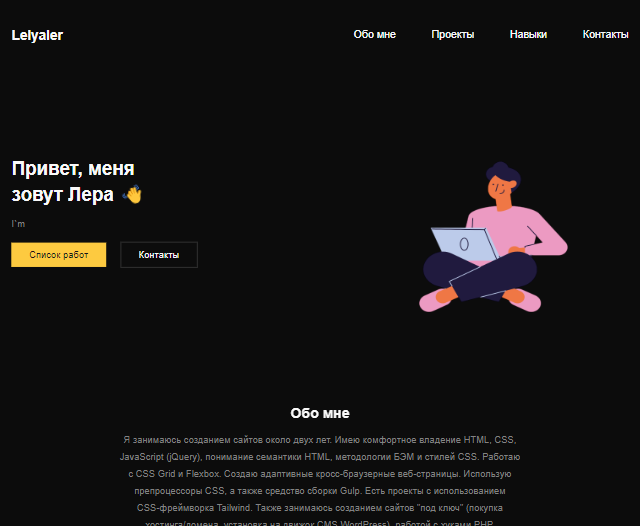 Lelyaler
Обо мне Проекты Навыки Контакты
Привет, меня
зовут Лера 👋
I`m
Список работ Контакты
Обо мне
Я занимаюсь созданием сайтов около двух лет. Имею комфортное владение HTML, CSS,
JavaScript (jQuery), понимание семантики HTML, методологии БЭМ и стилей CSS. Работаю
с CSS Grid и Flexbox. Создаю адаптивные кросс-браузерные веб-страницы. Использую
препроцессоры CSS, а также средство сборки Gulp. Есть проекты с использованием
CSS-фреймворка Tailwind. Также занимаюсь созданием сайтов "под ключ" (покупка
хостинга/домена, установка на движок CMS WordPress), работой с хуками PHP,